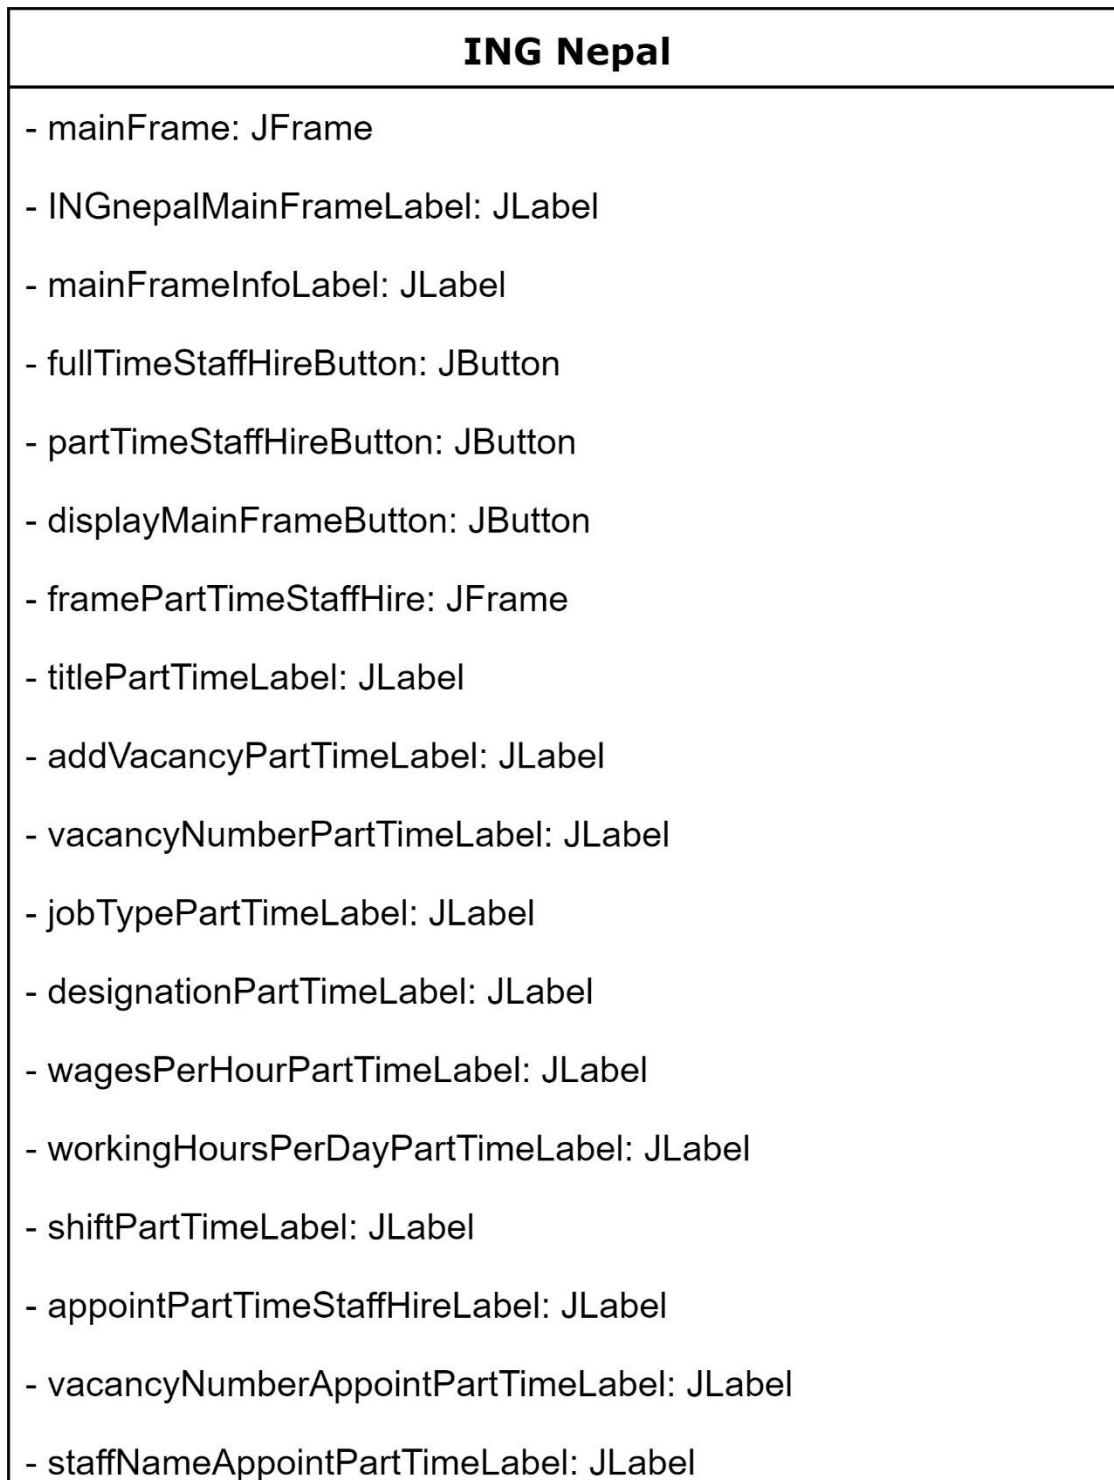 ING Nepal
- mainFrame: JFrame
- INGnepalMainFrameLabel: JLabel
- mainFrameInfoLabel: JLabel
- fullTimeStaffHireButton: JButton
- partTimeStaffHireButton: JButton
- displayMainFrameButton: JButton
- framePartTimeStaffHire: JFrame
- titlePartTimeLabel: JLabel
- addVacancyPartTimeLabel: JLabel
- vacancyNumberPartTimeLabel: JLabel
- jobTypePartTimeLabel: JLabel
- designationPartTimeLabel: JLabel
- wagesPerHourPartTimeLabel: JLabel
- workingHoursPerDayPartTimeLabel: JLabel
- shiftPartTimeLabel: JLabel
- appointPartTimeStaffHireLabel: JLabel
- vacancyNumberAppointPartTimeLabel: JLabel
- staffNameAppointPartTimeLabel: JLabel